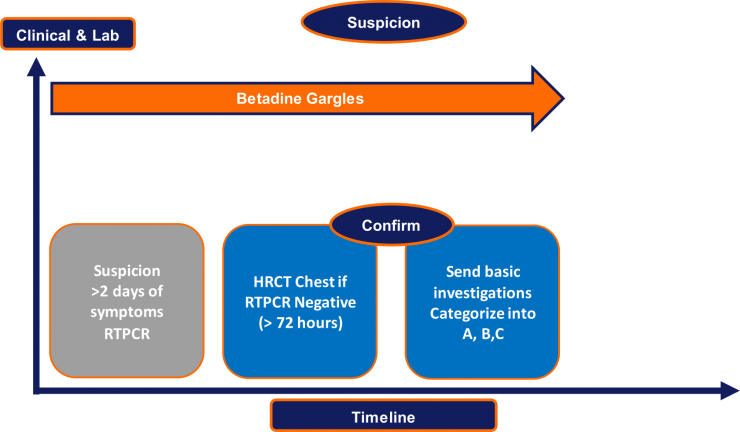 Clinical & Lab
Suspicion
Betadine Gargles
Confirm
Suspicion
>2 days of
symptoms
RTPCR
HRCT Chest if
RTPCR Negative
(> 72 hours)
Send basic
investigations
Categorize into
A, B,C
Timeline